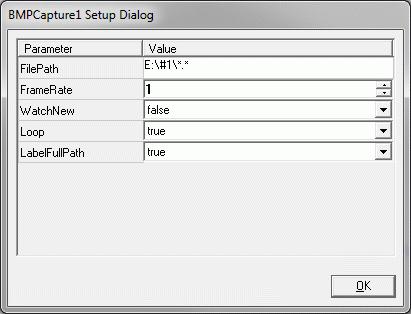 BMPCapture1 Setup Dialog
Parameter Value
FilePath E:\#1\*.*
FrameRate 1
WatchNew false
Loop true
LabelFullPath true
OK